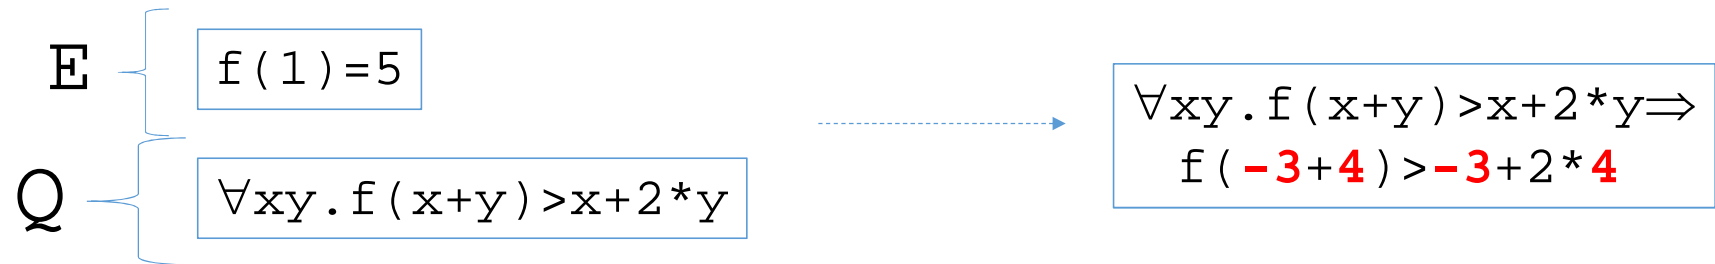 E
f(1)=5
Q
∀xy.f(x+y)>x+2*y
∀xy.f(x+y)>x+2*y⇒
f(-3+4)>-3+2*4